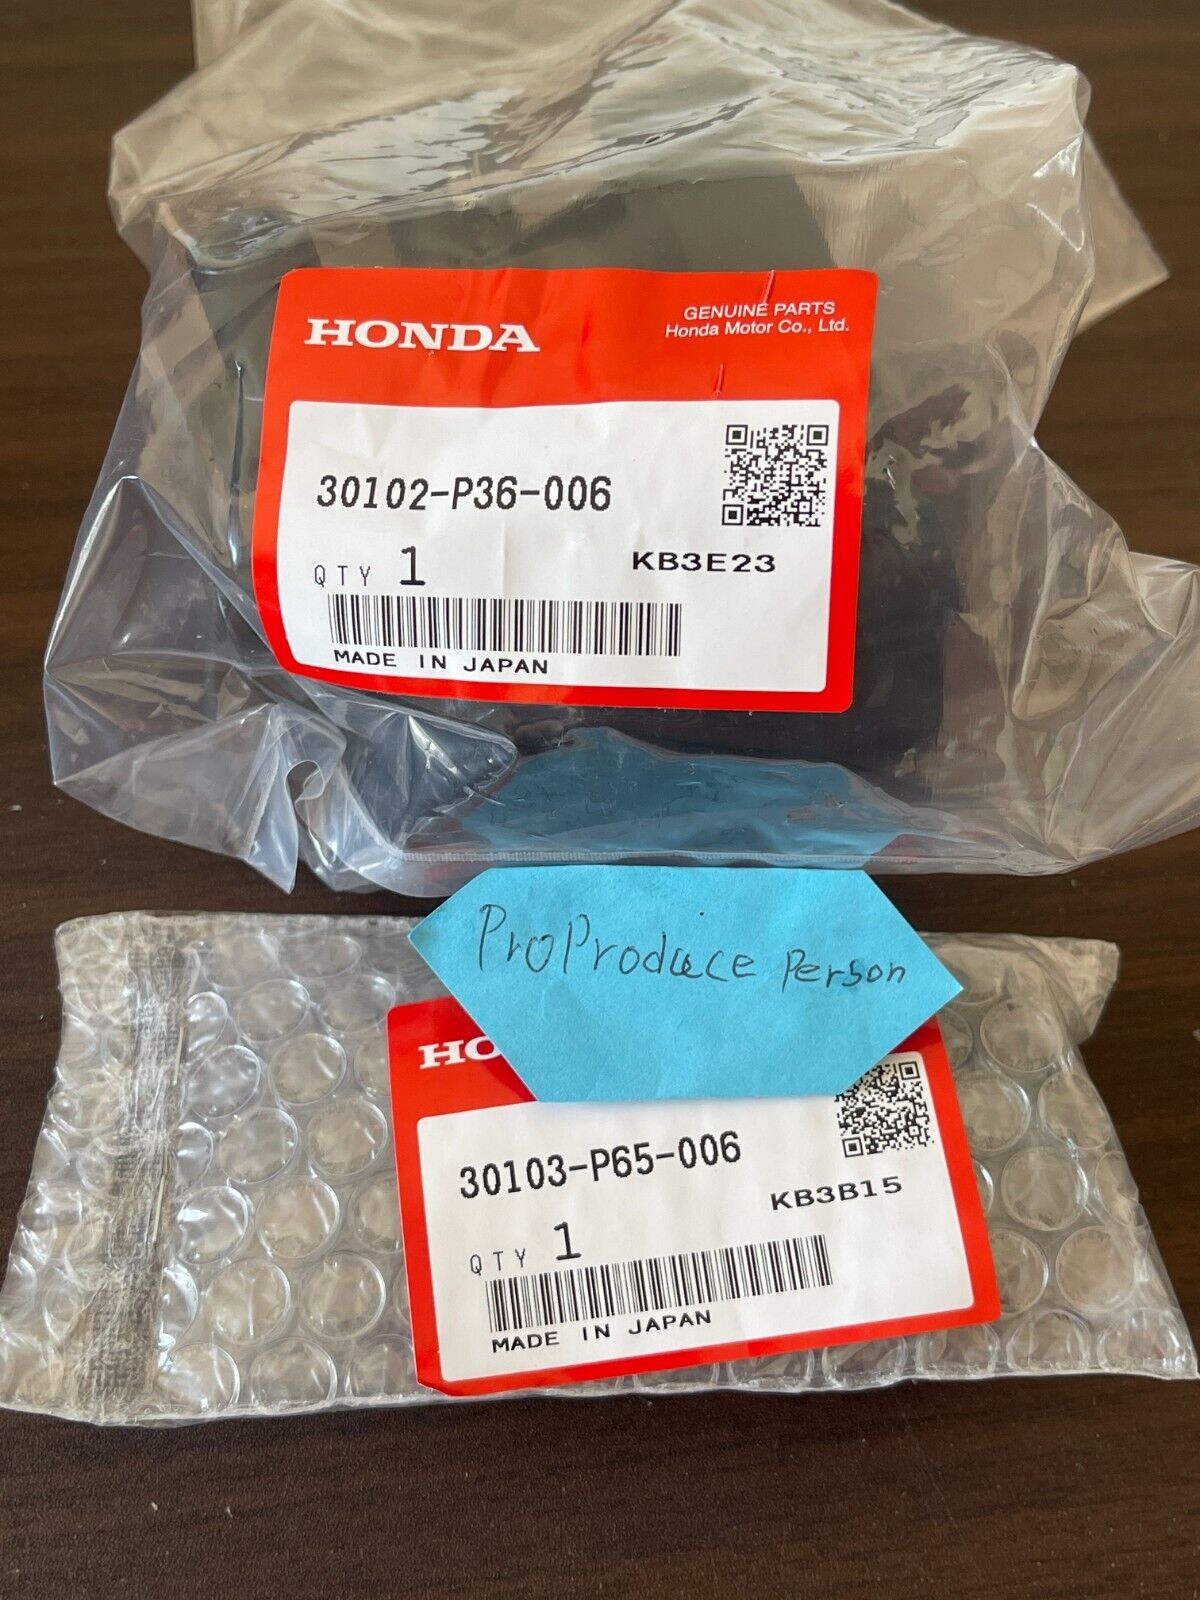 HONDA
GENUINE PARTS
Honda Motor Co., Ltd.
30102-P36-006
QTY 1
KB3E23
MADE IN JAPAN
ProProduce Person
HO
30103-P65-006
KB3B15
QTY 1
MADE IN JAPAN